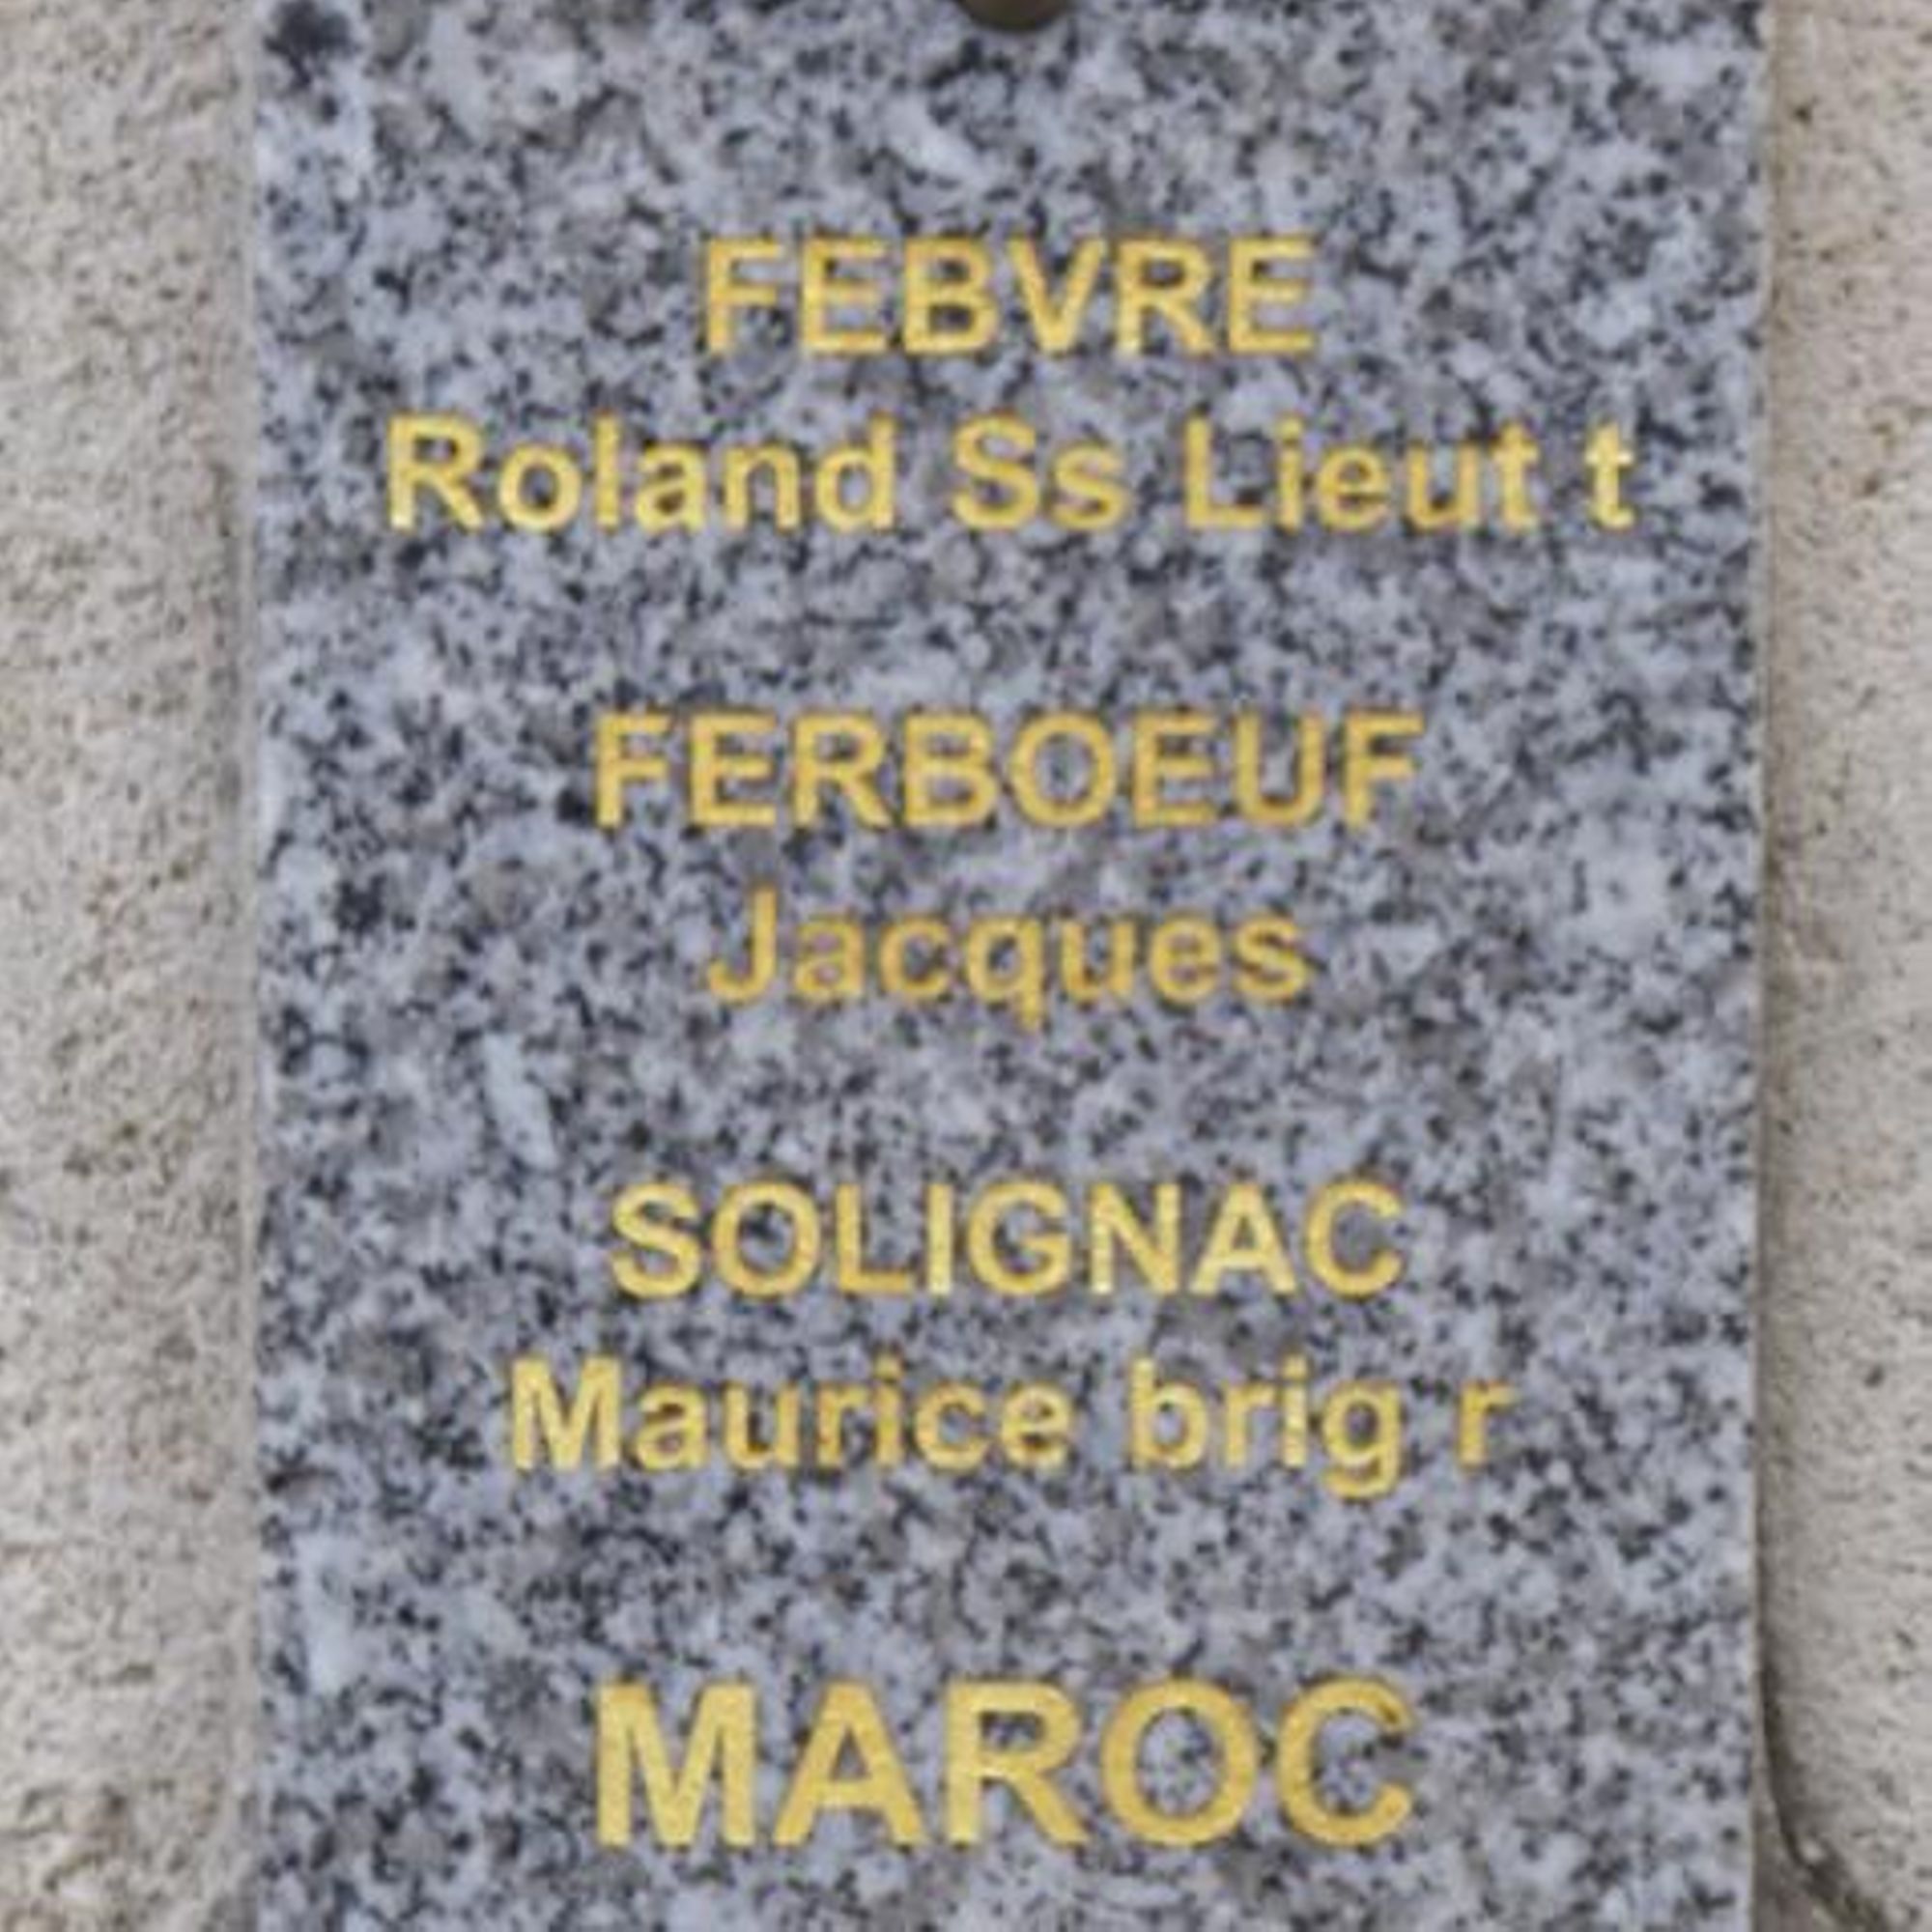 FEBVRE
Roland Ss Lieut t
FERBOEUF
Jacques
SOLIGNAC
Maurice brig r
MAROC